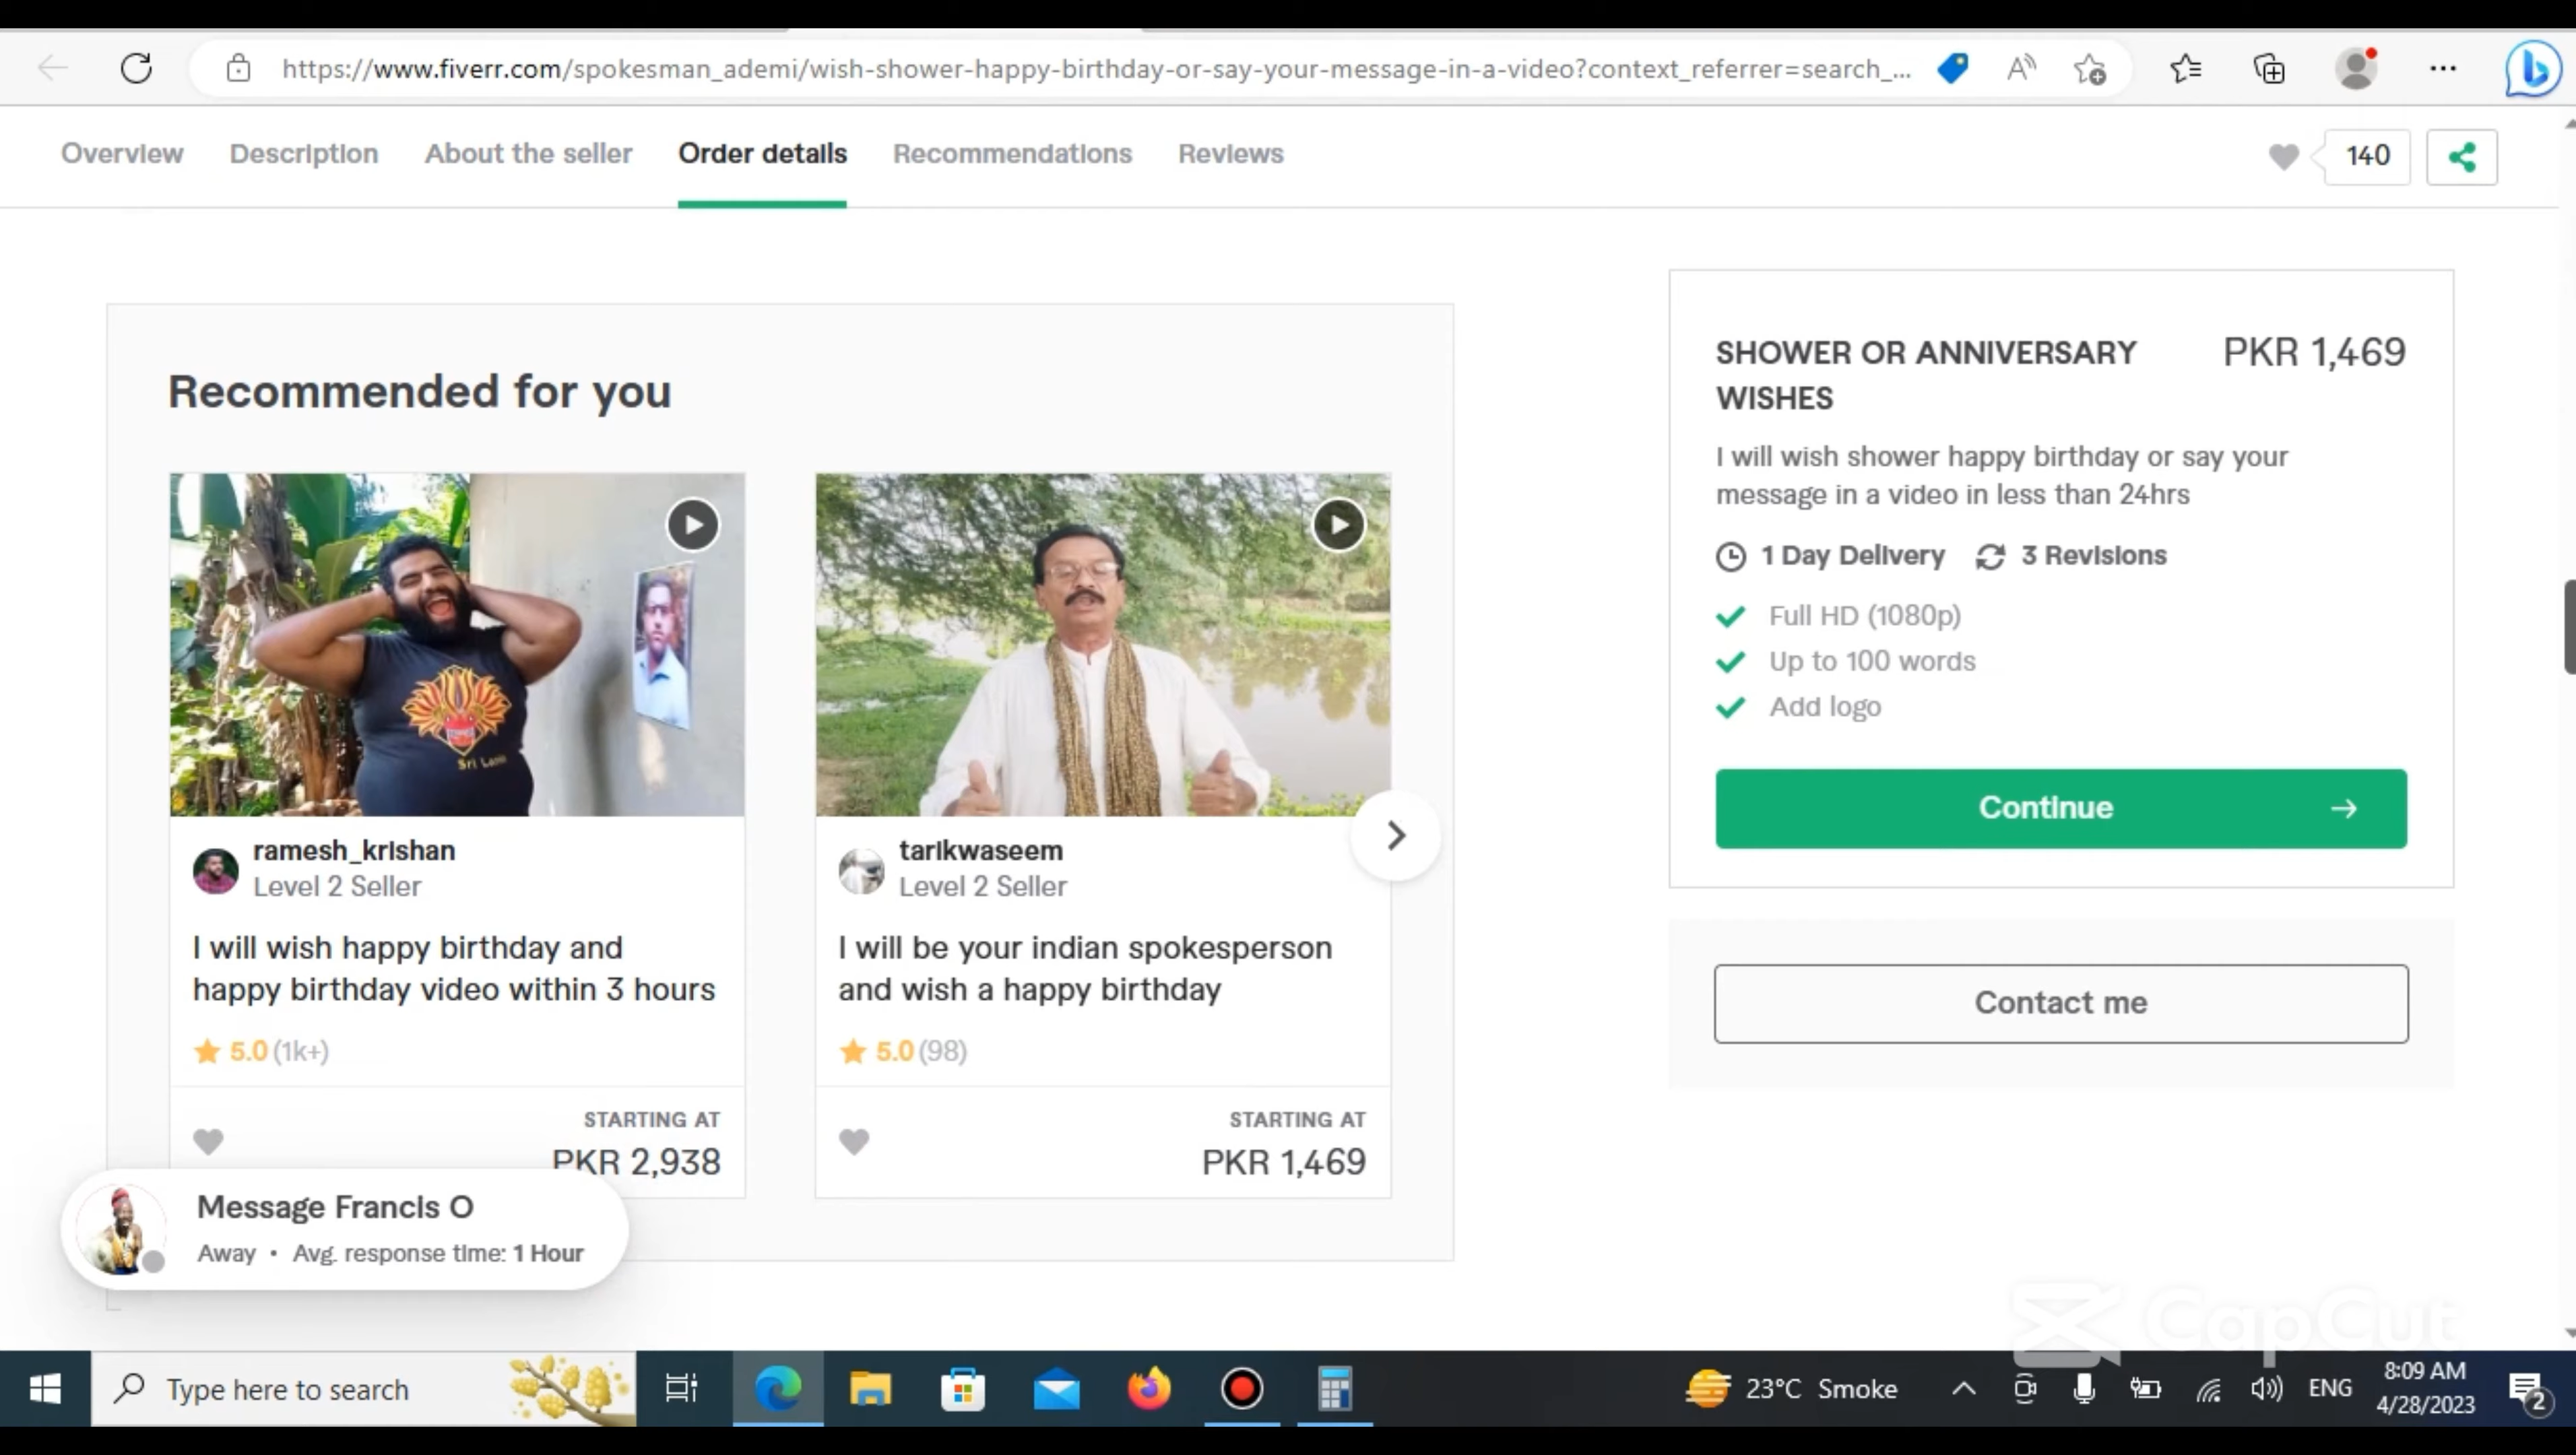 https://www.fiverr.com/spokesman_ademi/wish-shower-happy-birthday-or-say-your-message-in-a-video?context_referrer=search_...
Overview Description About the seller Order details Recommendations Reviews
140
Recommended for you
Sri Lanka
ramesh_krishan
Level 2 Seller
I will wish happy birthday and
happy birthday video within 3 hours
5.0 (1k+)
STARTING AT
PKR 2,938
tarikwaseem
Level 2 Seller
I will be your indian spokesperson
and wish a happy birthday
5.0 (98)
STARTING AT
PKR 1,469
SHOWER OR ANNIVERSARY
WISHES
PKR 1,469
I will wish shower happy birthday or say your
message in a video in less than 24hrs
1 Day Delivery 3 Revisions
Full HD (1080p)
Up to 100 words
Add logo
Continue
Contact me
Message Francis O
Away • Avg. response time: 1 Hour
CapCut
Type here to search
23°C Smoke
ENG
8:09 AM
4/28/2023
2